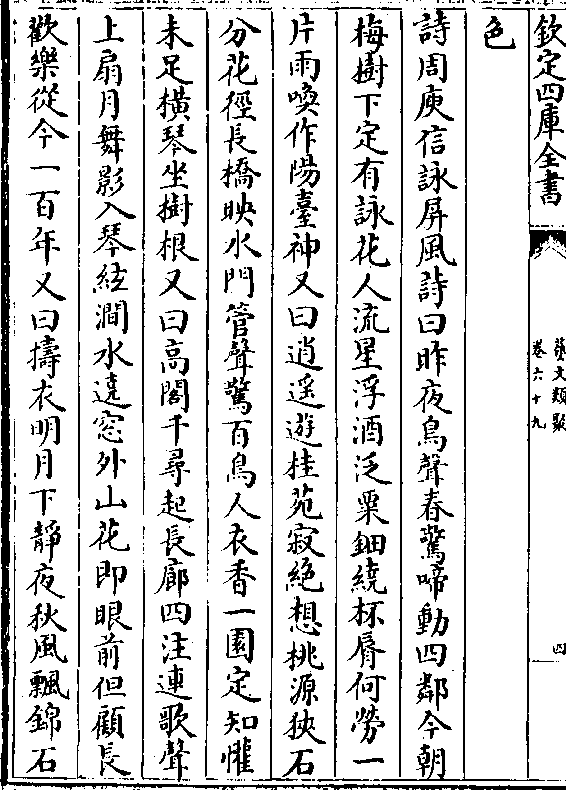 欽定四庫全書
藝文類聚
卷六十九
四
色
詩周庾信詠屏風詩曰昨夜鳥聲春驚啼動四鄰今朝
梅樹下定有詠花人流星浮酒泛粟鈿繞杯脣何勞一
片雨喚作陽臺神又曰逍遙遊桂苑寂絶想桃源狹石
分花徑長橋映水門管聲驚百鳥人衣香一園定知懽
未足橫琴坐樹根又曰高閣千尋起長廊四注連歌聲
上扇月舞影入琴絃澗水遶窓外山花即眼前但願長
歡樂從今一百年又曰擣衣明月下靜夜秋風飄錦石